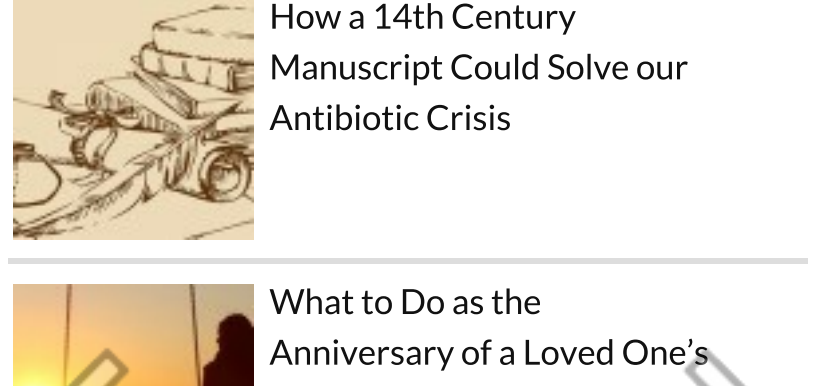 How a 14th Century
Manuscript Could Solve our
Antibiotic Crisis
What to Do as the
Anniversary of a Loved One’s